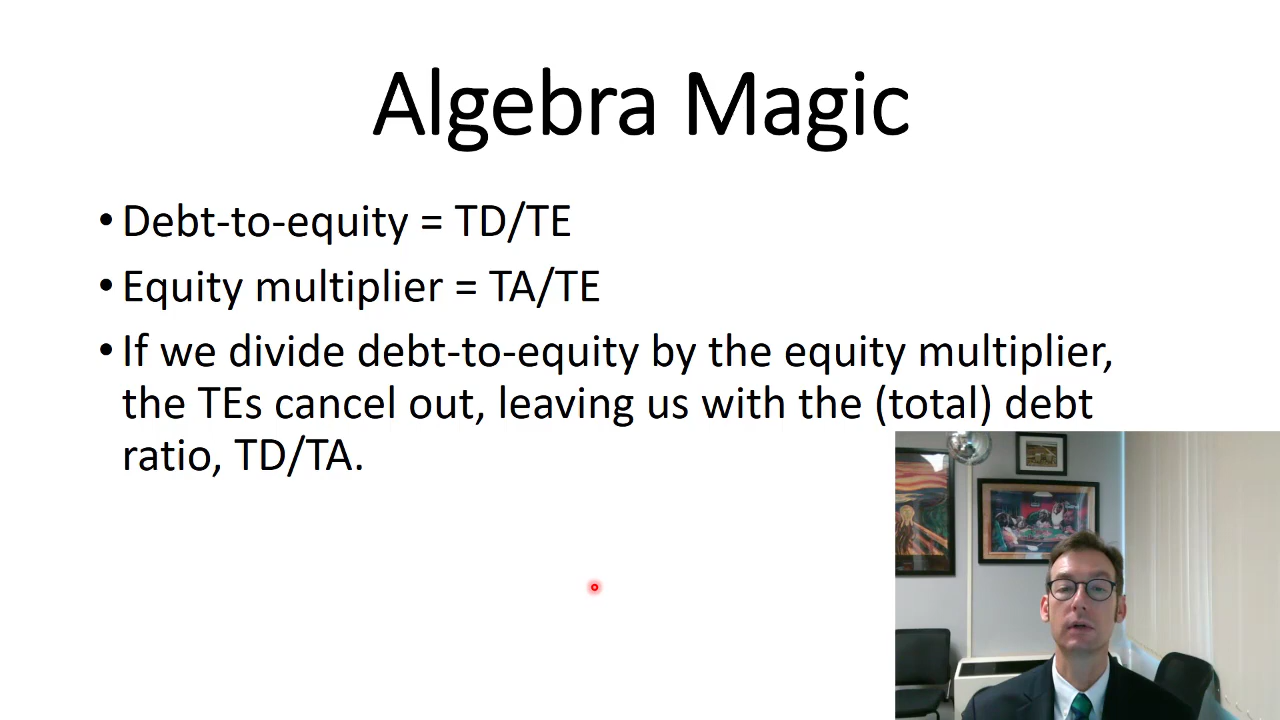 Algebra Magic
• Debt-to-equity = TD/TE
• Equity multiplier = TA/TE
• If we divide debt-to-equity by the equity multiplier,
the TEs cancel out, leaving us with the (total) debt
ratio, TD/TA.